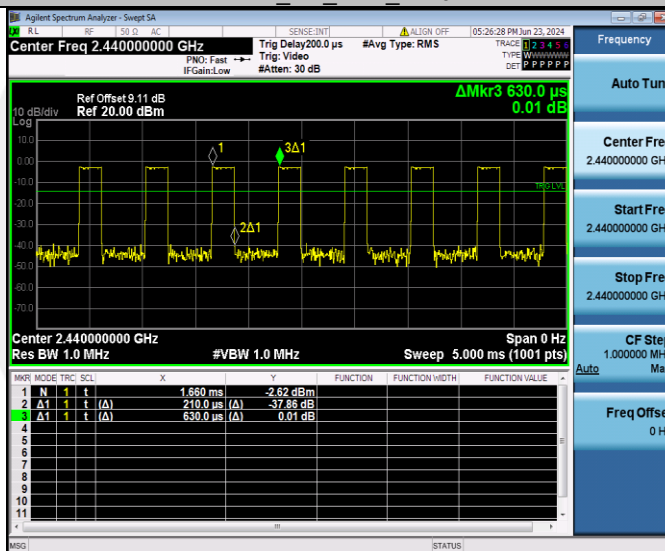 Agilent Spectrum Analyzer - Swept SA
RL RF 50 Ω AC SENSE:INT ALIGN OFF 05:26:28 PM Jun 23, 2024
Center Freq 2.440000000 GHz
PNO: Fast
IFGain:Low
Trig Delay200.0 µs
Trig: Video
#Atten: 30 dB
#Avg Type: RMS
TRACE 1 2 3 4 5 6
TYPE WWWWWW
DET P P P P P P
Ref Offset 9.11 dB
10 dB/div Ref 20.00 dBm
Log
ΔMkr3 630.0 µs
0.01 dB
10.0
0.00
-10.0
-20.0
-30.0
-40.0
-50.0
-60.0
-70.0
1
3Δ1
2Δ1
TRG LVL
Center 2.440000000 GHz Span 0 Hz
Res BW 1.0 MHz #VBW 1.0 MHz Sweep 5.000 ms (1001 pts)
MKR MODE TRC SCL X Y FUNCTION FUNCTION WIDTH FUNCTION VALUE
1 N 1 t 1.660 ms -2.62 dBm
2 Δ1 1 t (Δ) 210.0 µs (Δ) -37.86 dB
3 Δ1 1 t (Δ) 630.0 µs (Δ) 0.01 dB
4
5
6
7
8
9
10
11
MSG STATUS
Frequency
Auto Tun
Center Fre
2.440000000 GH
Start Fre
2.440000000 GH
Stop Fre
2.440000000 GH
CF Ste
1.000000 MH
Auto Ma
Freq Offse
0 H